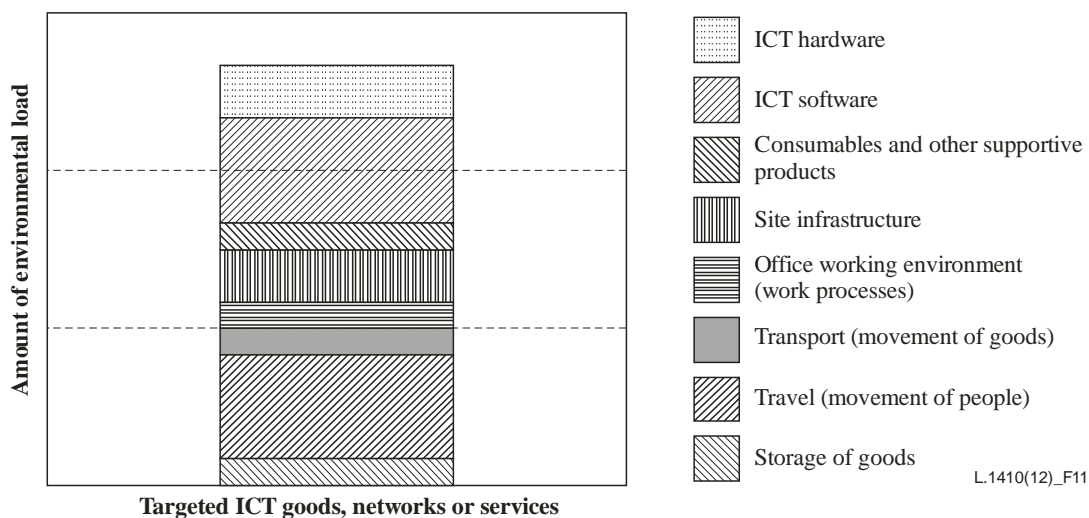 Amount of environmental load
Targeted ICT goods, networks or services
ICT hardware
ICT software
Consumables and other supportive
products
Site infrastructure
Office working environment
(work processes)
Transport (movement of goods)
Travel (movement of people)
Storage of goods
L.1410(12)_F11